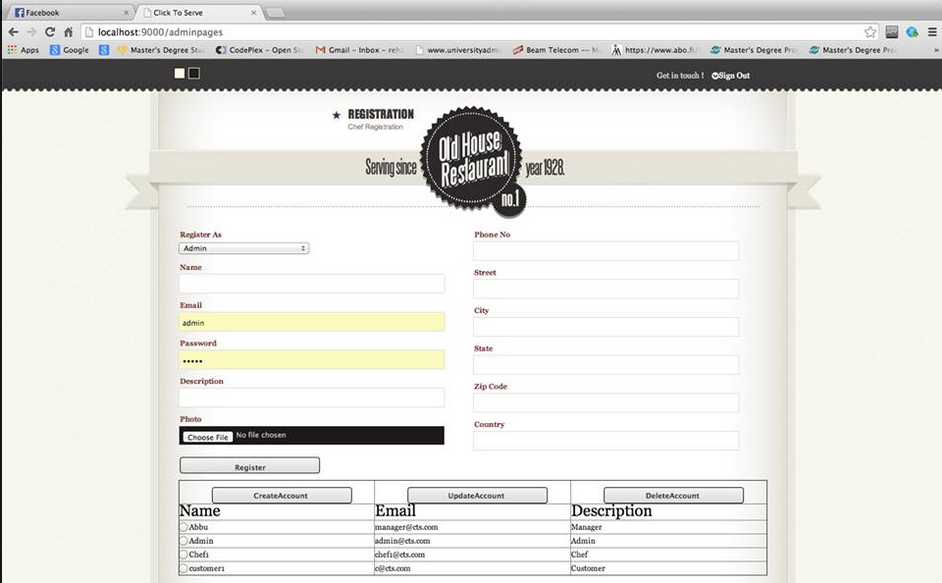 Facebook
Click To Serve
localhost:9000/adminpages
Apps Google Master's Degree Stu CodePlex – Open So Gmail – Inbox – reh www.universityadmi Beam Telecom -- M https://www.abo.fi Master's Degree Pro Master's Degree Pro »
Get in touch ! Sign Out
REGISTRATION
Chef Registration
Serving since Old House Restaurant year 1928.
no.1
Register As
Admin
Name
Email
admin
Password
Description
Photo
Choose File No file chosen
Register
Phone No
Street
City
State
Zip Code
Country
CreateAccount UpdateAccount DeleteAccount
Name Email Description
Abbu manager@cts.com Manager
Admin admin@cts.com Admin
Chef1 chef1@cts.com Chef
customer1 c@cts.com Customer